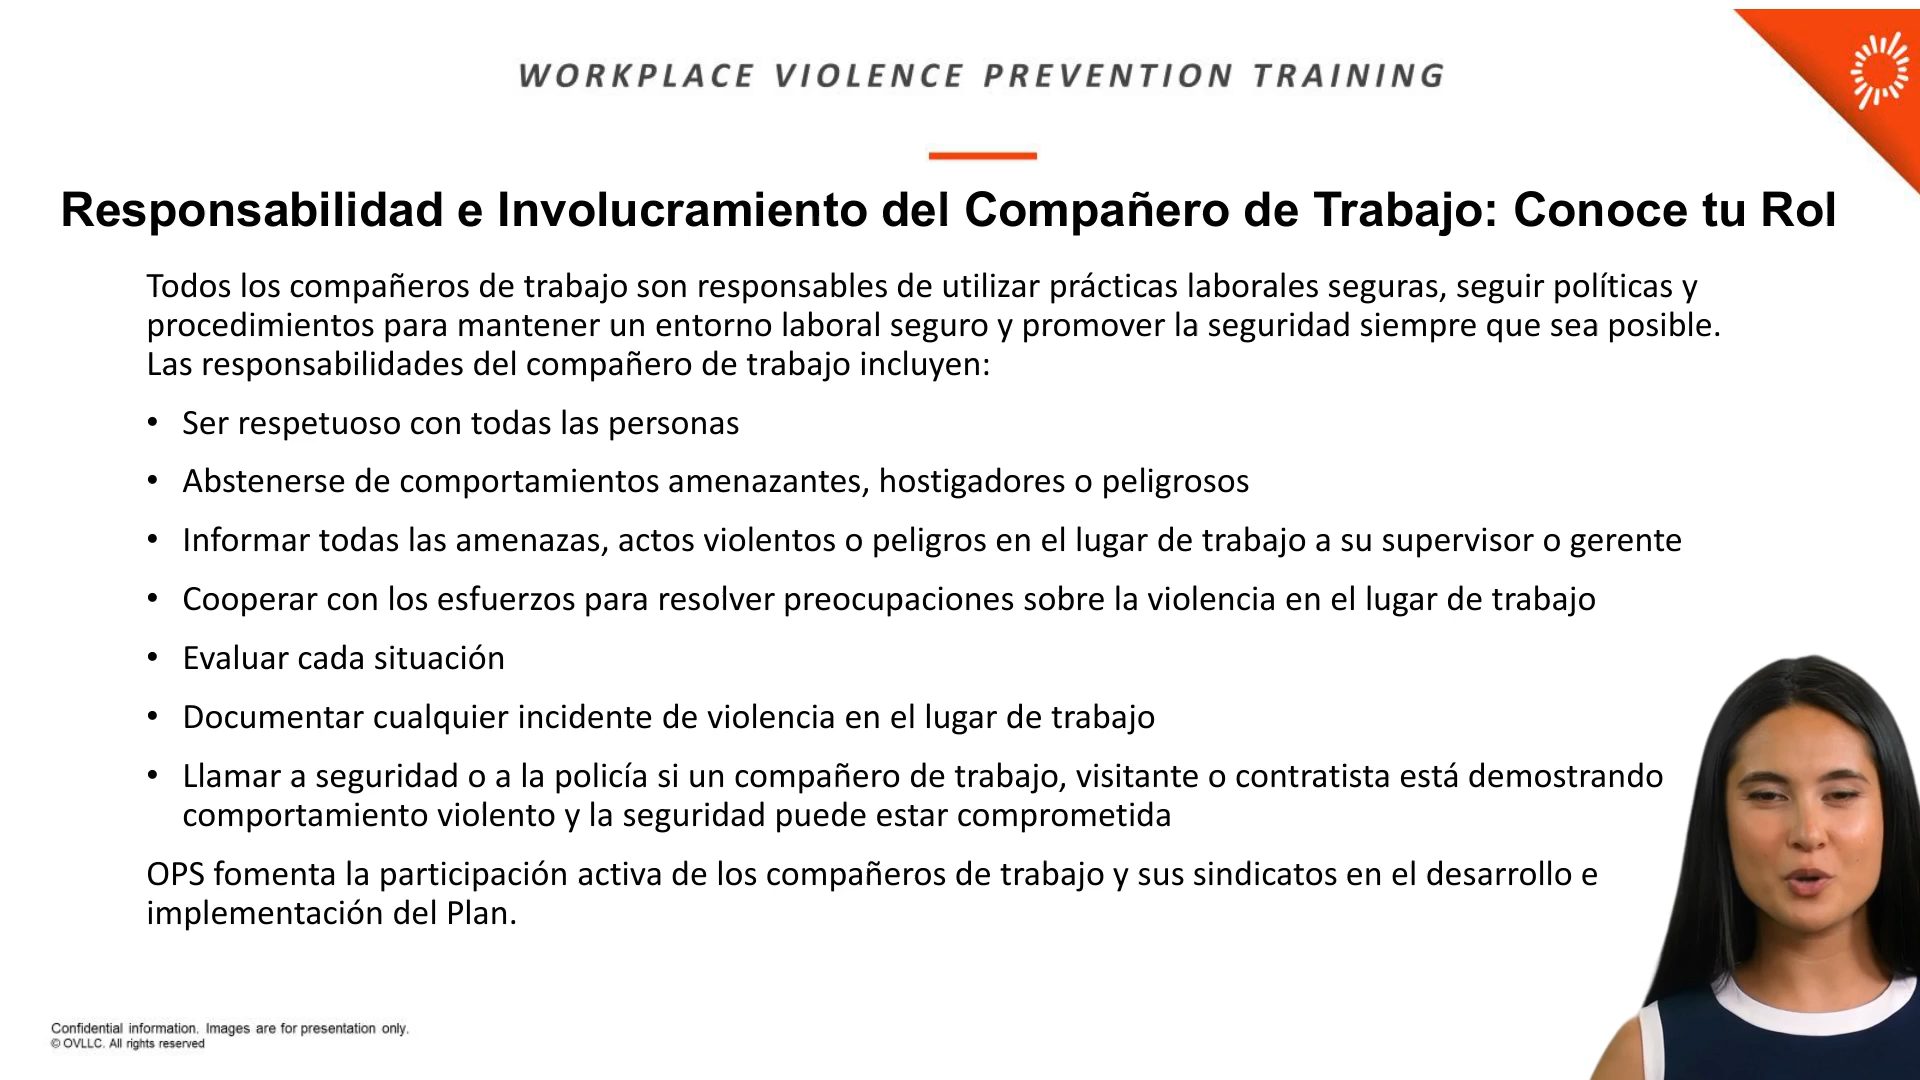 WORKPLACE VIOLENCE PREVENTION TRAINING
Responsabilidad e Involucramiento del Compañero de Trabajo: Conoce tu Rol
Todos los compañeros de trabajo son responsables de utilizar prácticas laborales seguras, seguir políticas y
procedimientos para mantener un entorno laboral seguro y promover la seguridad siempre que sea posible.
Las responsabilidades del compañero de trabajo incluyen:
• Ser respetuoso con todas las personas
• Abstenerse de comportamientos amenazantes, hostigadores o peligrosos
• Informar todas las amenazas, actos violentos o peligros en el lugar de trabajo a su supervisor o gerente
• Cooperar con los esfuerzos para resolver preocupaciones sobre la violencia en el lugar de trabajo
• Evaluar cada situación
• Documentar cualquier incidente de violencia en el lugar de trabajo
• Llamar a seguridad o a la policía si un compañero de trabajo, visitante o contratista está demostrando
comportamiento violento y la seguridad puede estar comprometida
OPS fomenta la participación activa de los compañeros de trabajo y sus sindicatos en el desarrollo e
implementación del Plan.
Confidential information. Images are for presentation only.
© OVLLC. All rights reserved